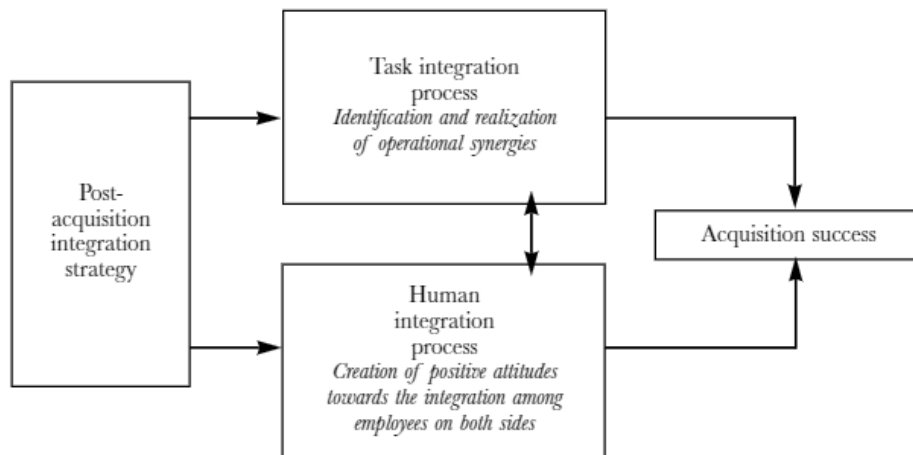 Post-
acquisition
integration
strategy
Task integration
process
Identification and realization
of operational synergies
Human
integration
process
Creation of positive attitudes
towards the integration among
employees on both sides
Acquisition success